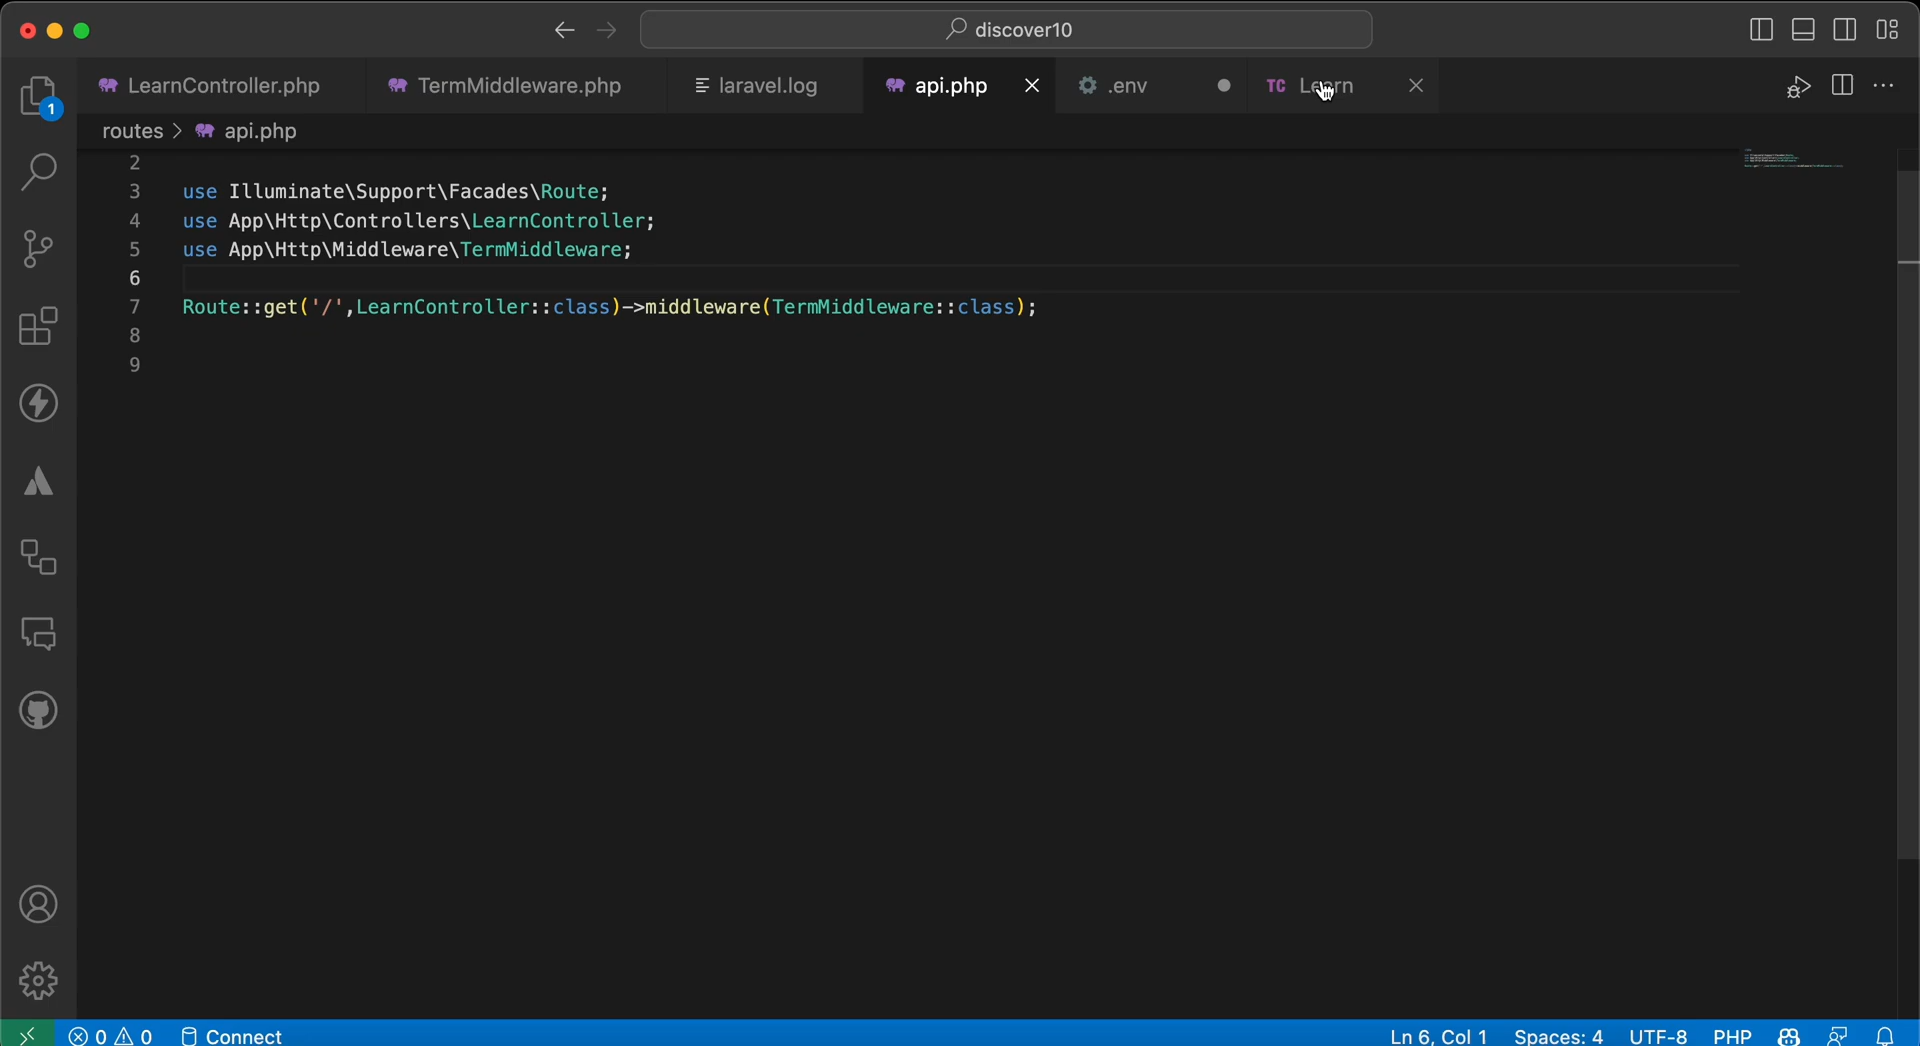 discover10
LearnController.php
TermMiddleware.php
laravel.log
api.php
.env
TC Learn
1
routes > api.php
2
3 use Illuminate\Support\Facades\Route;
4 use App\Http\Controllers\LearnController;
5 use App\Http\Middleware\TermMiddleware;
6
7 Route::get('/',LearnController::class)->middleware(TermMiddleware::class);
8
9
0 0 Connect
Ln 6, Col 1 Spaces: 4 UTF-8 PHP